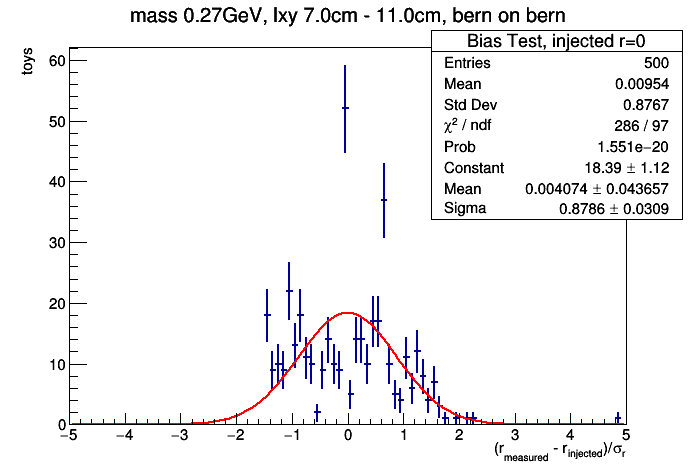 mass 0.27GeV, lxy 7.0cm - 11.0cm, bern on bern
Bias Test, injected r=0
Entries 500
Mean 0.00954
Std Dev 0.8767
χ² / ndf 286 / 97
Prob 1.551e−20
Constant 18.39 ± 1.12
Mean 0.004074 ± 0.043657
Sigma 0.8786 ± 0.0309
toys
60
50
40
30
20
10
0
−5 −4 −3 −2 −1 0 1 2 3 4 5
(r_measured - r_injected)/σ_r